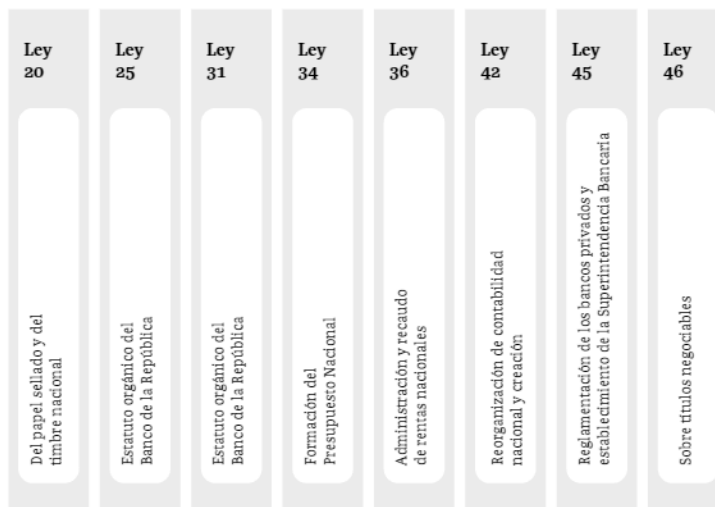 Ley
20
Del papel sellado y del
timbre nacional
Ley
25
Estatuto orgánico del
Banco de la República
Ley
31
Estatuto orgánico del
Banco de la República
Ley
34
Formación del
Presupuesto Nacional
Ley
36
Administración y recaudo
de rentas nacionales
Ley
42
Reorganización de contabilidad
nacional y creación
Ley
45
Reglamentación de los bancos privados y
establecimiento de la Superintendencia Bancaria
Ley
46
Sobre títulos negociables